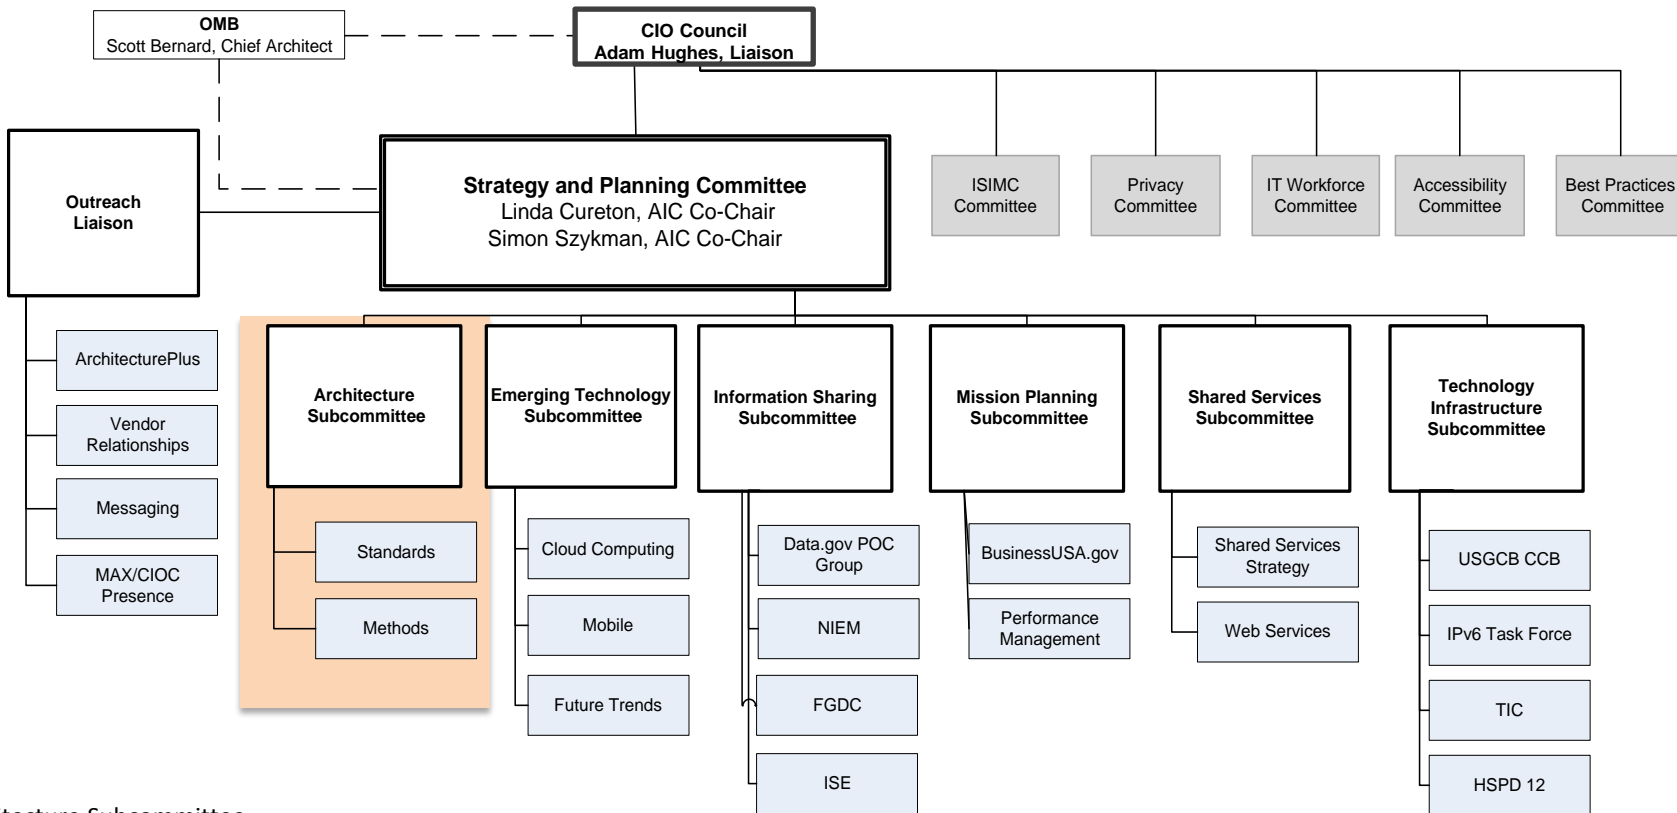 OMB
Scott Bernard, Chief Architect
CIO Council
Adam Hughes, Liaison
Outreach
Liaison
Strategy and Planning Committee
Linda Cureton, AIC Co-Chair
Simon Szykman, AIC Co-Chair
ISIMC
Committee
Privacy
Committee
IT Workforce
Committee
Accessibility
Committee
Best Practices
Committee
ArchitecturePlus
Vendor
Relationships
Messaging
MAX/CIOC
Presence
Architecture
Subcommittee
Standards
Methods
Emerging Technology
Subcommittee
Cloud Computing
Mobile
Future Trends
Information Sharing
Subcommittee
Data.gov POC
Group
NIEM
FGDC
ISE
Mission Planning
Subcommittee
BusinessUSA.gov
Performance
Management
Shared Services
Subcommittee
Shared Services
Strategy
Web Services
Technology
Infrastructure
Subcommittee
USGCB CCB
IPv6 Task Force
TIC
HSPD 12
Subcommittee